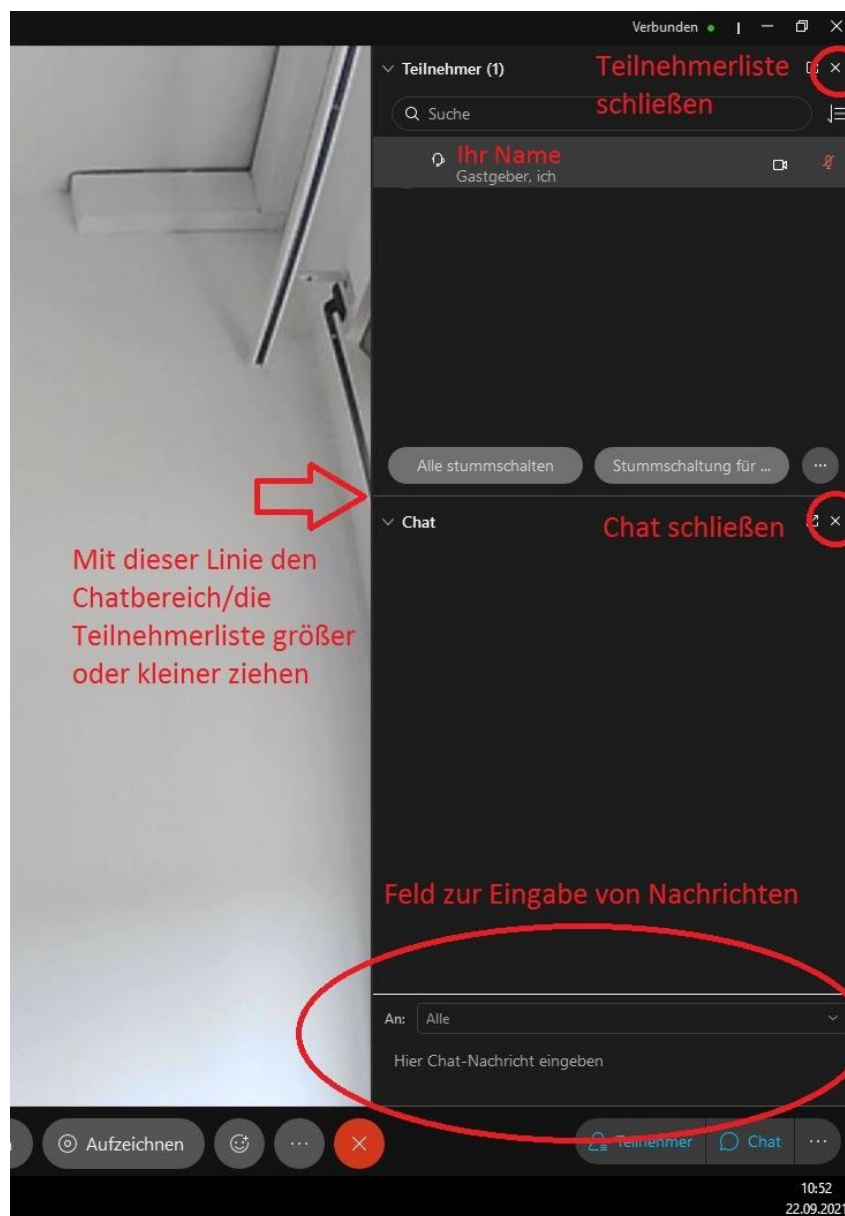 Verbunden
Teilnehmer (1)
Teilnehmerliste
schließen
Suche
Ihr Name
Gastgeber, ich
Alle stummschalten
Stummschaltung für ...
Chat
Chat schließen
Mit dieser Linie den
Chatbereich/die
Teilnehmerliste größer
oder kleiner ziehen
Feld zur Eingabe von Nachrichten
An: Alle
Hier Chat-Nachricht eingeben
Aufzeichnen
Teilnehmer
Chat
10:52
22.09.2021